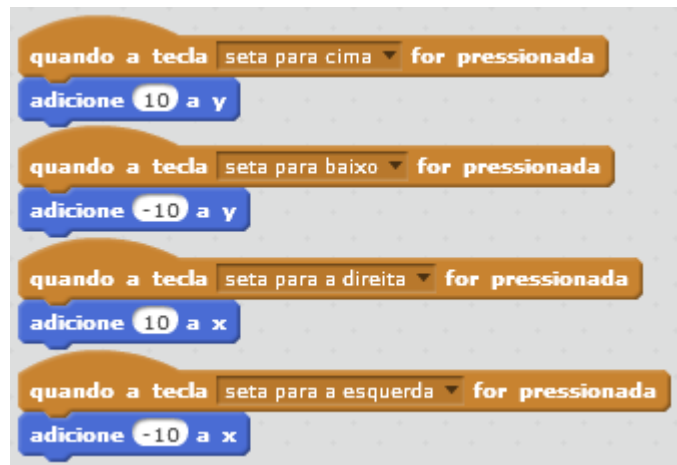 quando a tecla seta para cima for pressionada
adicione 10 a y
quando a tecla seta para baixo for pressionada
adicione -10 a y
quando a tecla seta para a direita for pressionada
adicione 10 a x
quando a tecla seta para a esquerda for pressionada
adicione -10 a x